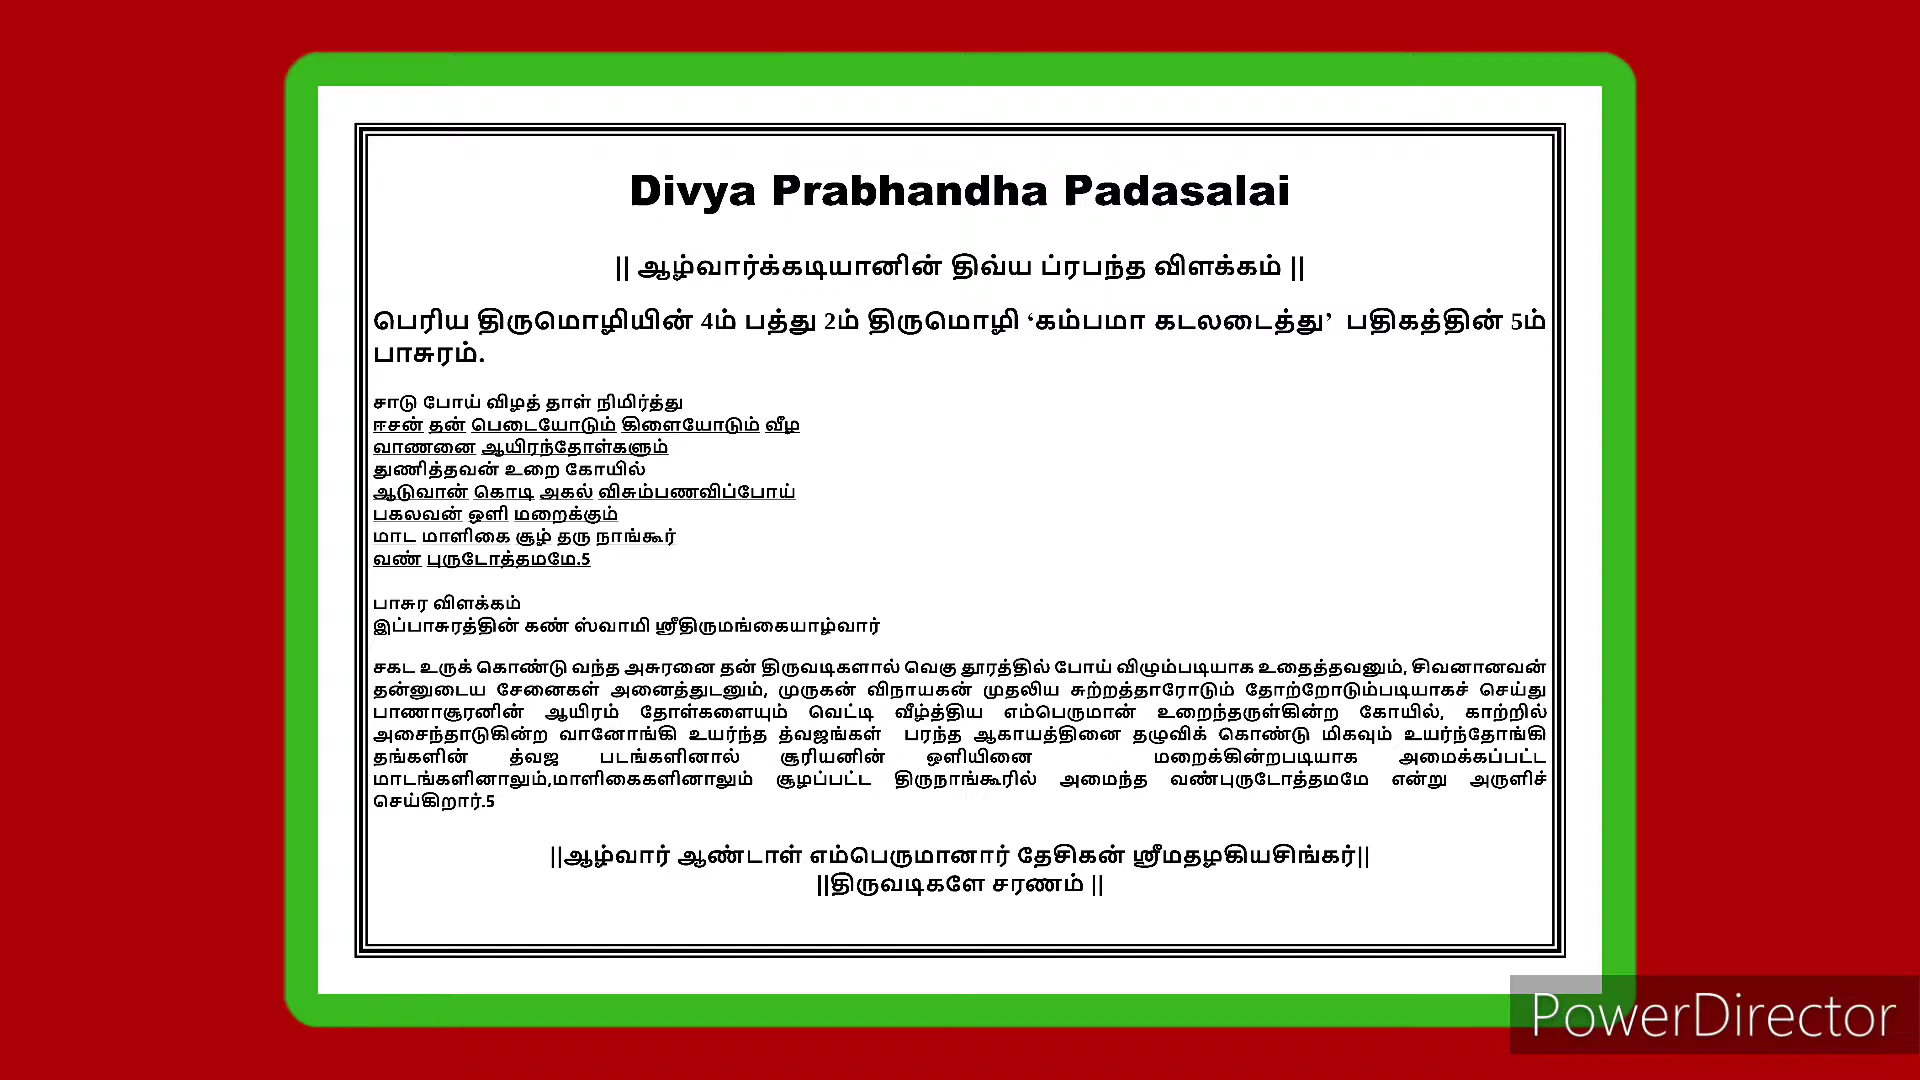 Divya Prabhandha Padasalai
|| ஆழ்வார்க்கடியானின் திவ்ய ப்ரபந்த விளக்கம் ||
பெரிய திருமொழியின் 4ம் பத்து 2ம் திருமொழி ‘கம்பமா கடலடைத்து’ பதிகத்தின் 5ம்
பாசுரம்.
சாடு போய் விழத் தாள் நிமிர்த்து
ஈசன் தன் பெடையோடும் கிளையோடும் வீழ
வாணனை ஆயிரந்தோள்களும்
துணித்தவன் உறை கோயில்
ஆடுவான் கொடி அகல் விசும்பணவிப்போய்
பகலவன் ஒளி மறைக்கும்
மாட மாளிகை சூழ் தரு நாங்கூர்
வண் புருடோத்தமமே.5
பாசுர விளக்கம்
இப்பாசுரத்தின் கண் ஸ்வாமி ஸ்ரீதிருமங்கையாழ்வார்
சகட உருக் கொண்டு வந்த அசுரனை தன் திருவடிகளால் வெகு தூரத்தில் போய் விழும்படியாக உதைத்தவனும், சிவனானவன்
தன்னுடைய சேனைகள் அனைத்துடனும், முருகன் விநாயகன் முதலிய சுற்றத்தாரோடும் தோற்றோடும்படியாகச் செய்து
பாணாசூரனின் ஆயிரம் தோள்களையும் வெட்டி வீழ்த்திய எம்பெருமான் உறைந்தருள்கின்ற கோயில், காற்றில்
அசைந்தாடுகின்ற வானோங்கி உயர்ந்த த்வஜங்கள் பரந்த ஆகாயத்தினை தழுவிக் கொண்டு மிகவும் உயர்ந்தோங்கி
தங்களின் த்வஜ படங்களினால் சூரியனின் ஒளியினை மறைக்கின்றபடியாக அமைக்கப்பட்ட
மாடங்களினாலும்,மாளிகைகளினாலும் சூழப்பட்ட திருநாங்கூரில் அமைந்த வண்புருடோத்தமமே என்று அருளிச்
செய்கிறார்.5
||ஆழ்வார் ஆண்டாள் எம்பெருமானார் தேசிகன் ஸ்ரீமதழகியசிங்கர்||
||திருவடிகளே சரணம் ||
PowerDirector